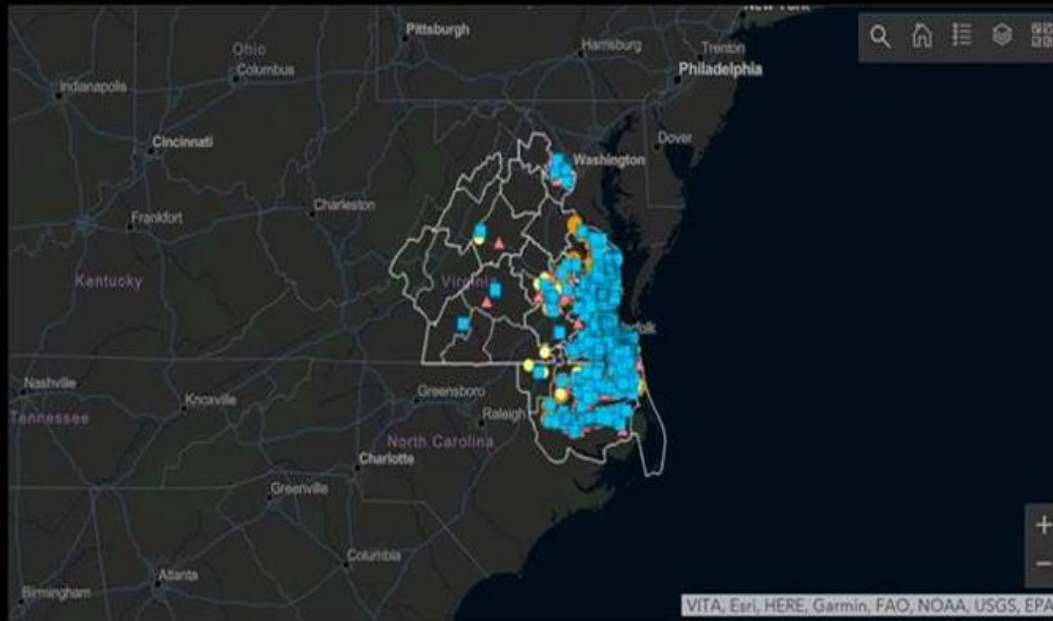 New York
Pittsburgh
Ohio
Harrisburg
Trenton
Columbus
Philadelphia
Indianapolis
Dover
Cincinnati
Washington
Charleston
Frankfort
Kentucky
Virginia
folk
Nashville
Greensboro
Knoxville
Tennessee
Raleigh
North Carolina
Charlotte
Greenville
Columbia
Atlanta
Birmingham
VITA, Esri, HERE, Garmin, FAO, NOAA, USGS, EPA